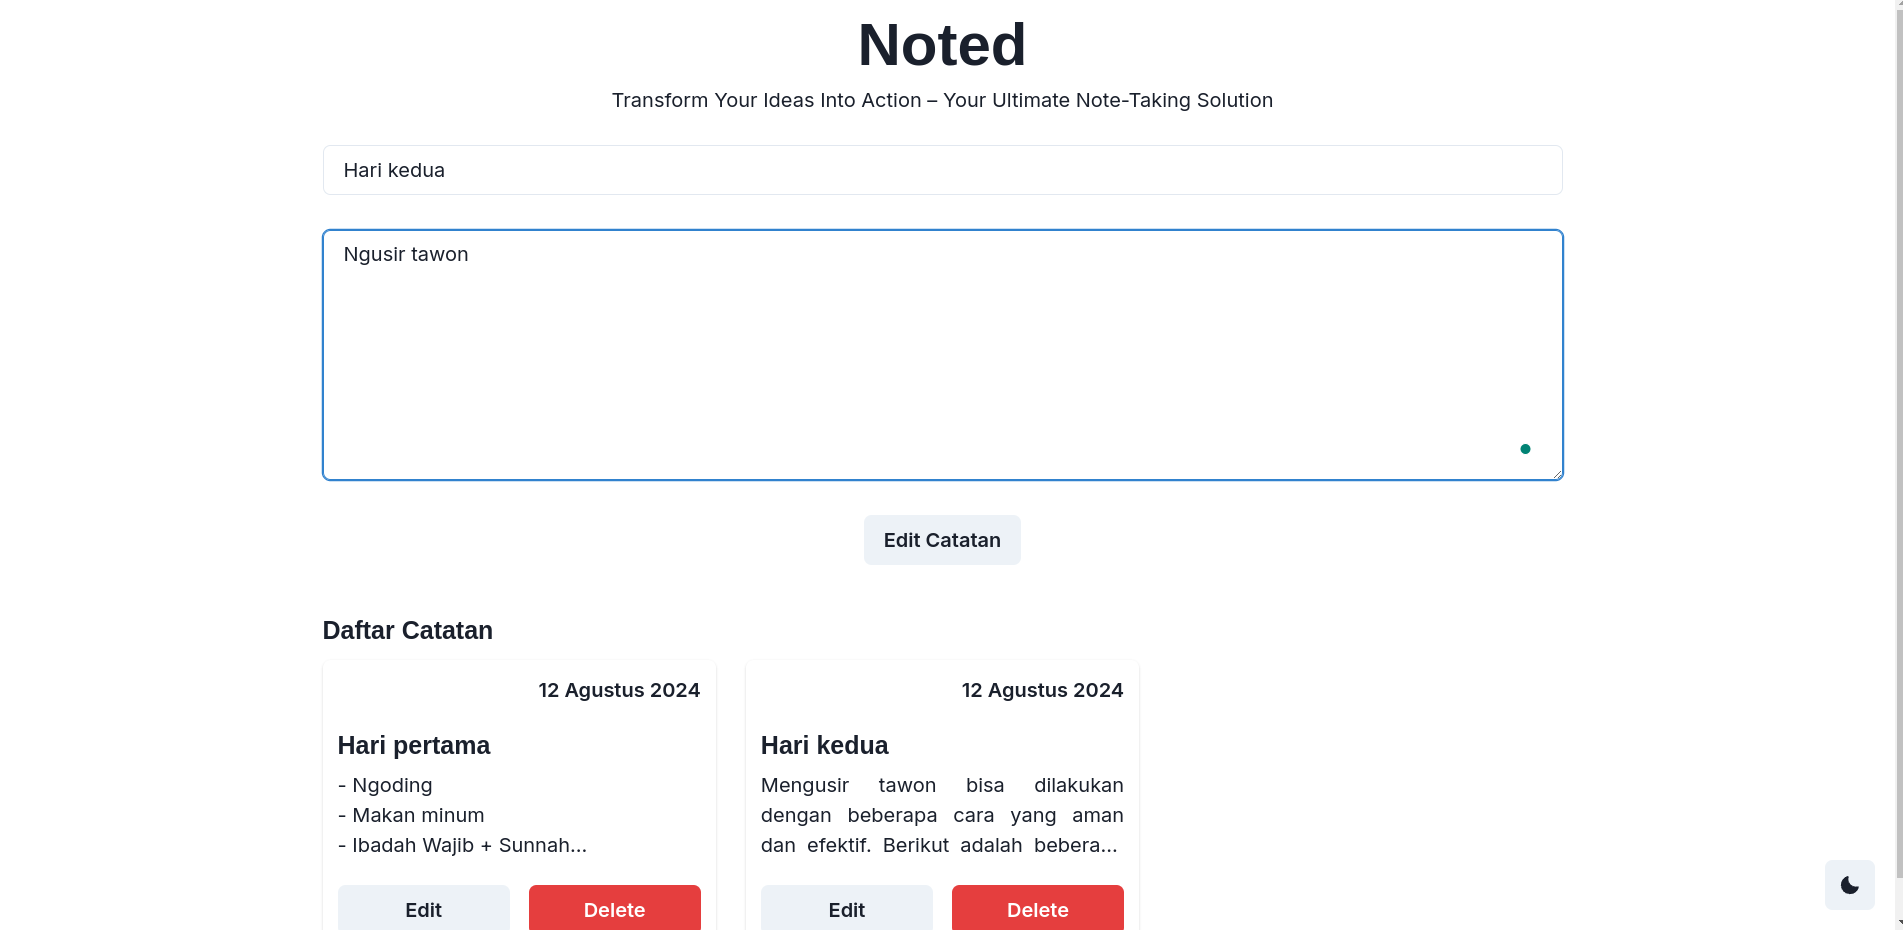 Noted
Transform Your Ideas Into Action – Your Ultimate Note-Taking Solution
Hari kedua
Ngusir tawon
Edit Catatan
Daftar Catatan
12 Agustus 2024
Hari pertama
- Ngoding
- Makan minum
- Ibadah Wajib + Sunnah...
Edit
Delete
12 Agustus 2024
Hari kedua
Mengusir tawon bisa dilakukan
dengan beberapa cara yang aman
dan efektif. Berikut adalah bebera...
Edit
Delete